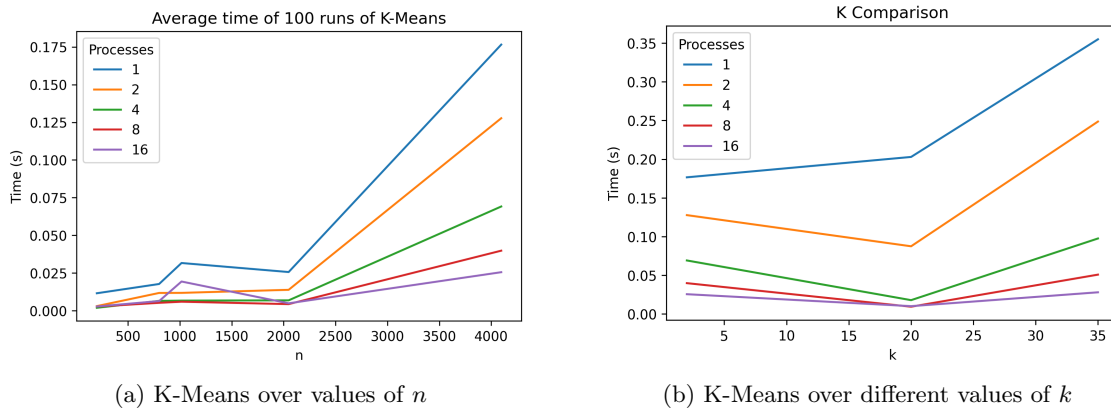 Average time of 100 runs of K-Means
Time (s)
0.175
0.150
0.125
0.100
0.075
0.050
0.025
0.000
Processes
1
2
4
8
16
500 1000 1500 2000 2500 3000 3500 4000
n
(a) K-Means over values of n
K Comparison
Time (s)
0.35
0.30
0.25
0.20
0.15
0.10
0.05
0.00
Processes
1
2
4
8
16
5 10 15 20 25 30 35
k
(b) K-Means over different values of k